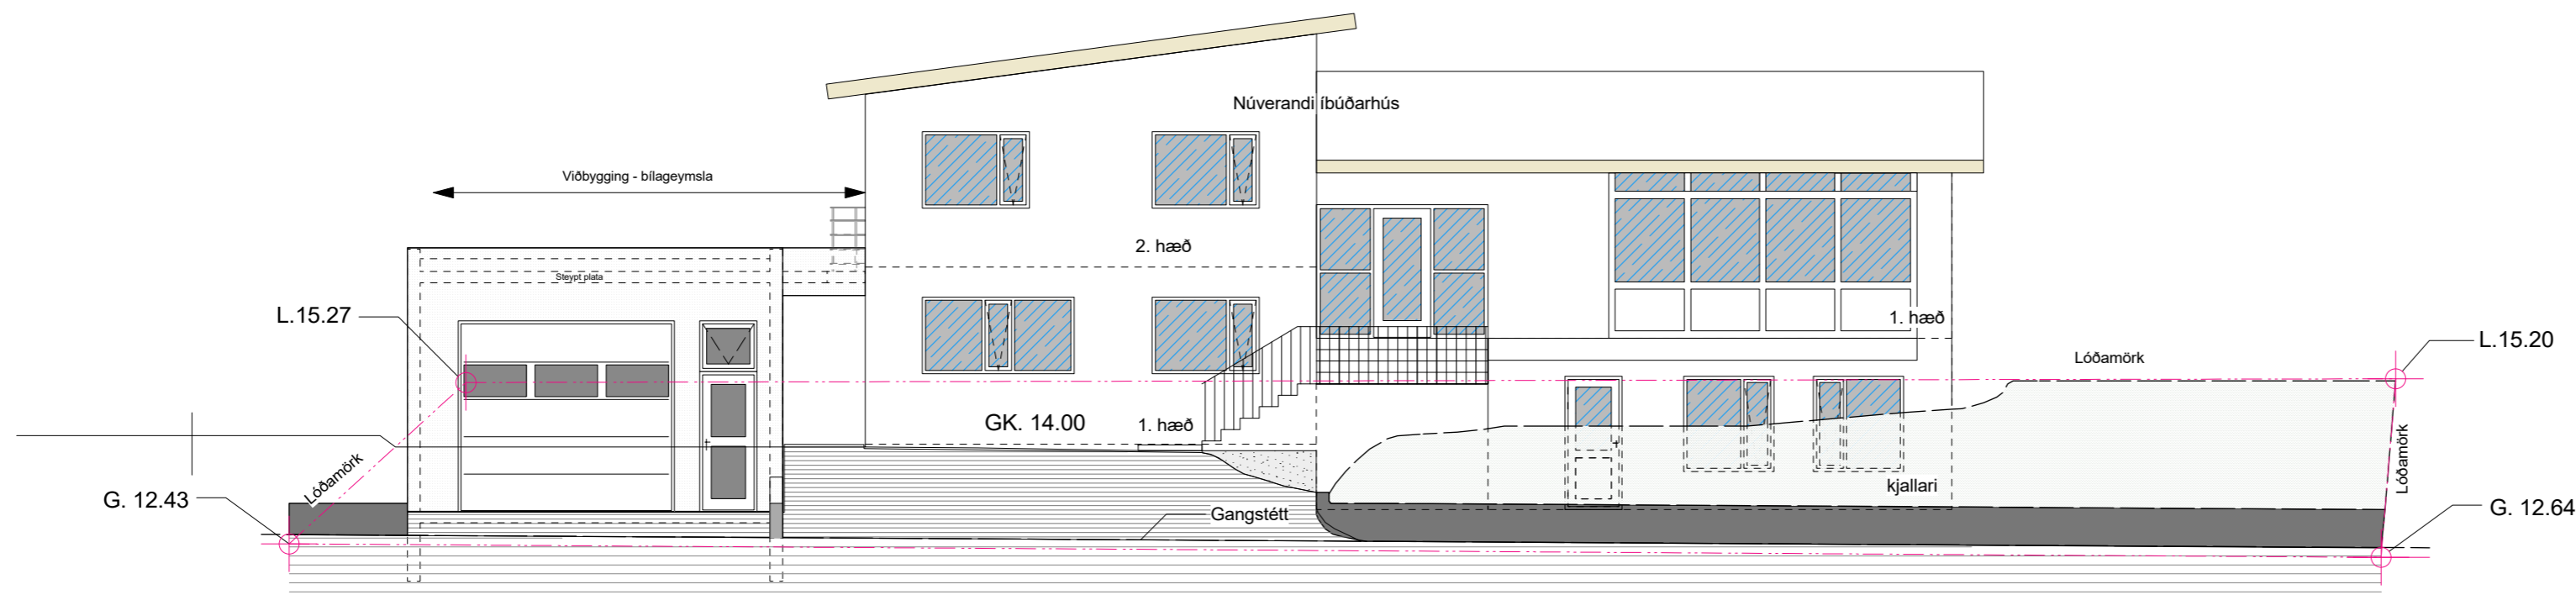 Núverandi íbúðarhús
Viðbygging - bílageymsla
2. hæð
Steypt plata
L.15.27
1. hæð
L.15.20
Lóðamörk
GK. 14.00
1. hæð
Lóðamörk
Lóðamörk
kjallari
G. 12.43
Gangstétt
G. 12.64